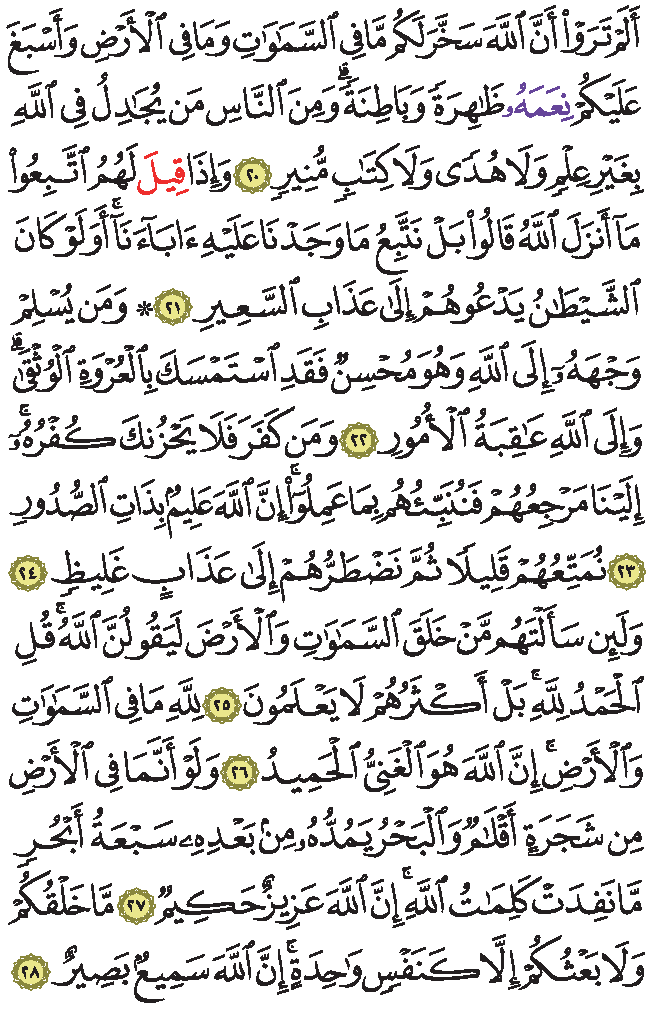 أَلَمْ تَرَوْا۟ أَنَّ ٱللَّهَ سَخَّرَ لَكُم مَّا فِى ٱلسَّمَٰوَٰتِ وَمَا فِى ٱلْأَرْضِ وَأَسْبَغَ
عَلَيْكُمْ نِعَمَهُۥ ظَٰهِرَةً وَبَاطِنَةً ۗ وَمِنَ ٱلنَّاسِ مَن يُجَٰدِلُ فِى ٱللَّهِ
بِغَيْرِ عِلْمٍ وَلَا هُدًى وَلَا كِتَٰبٍ مُّنِيرٍ ٢٠ وَإِذَا قِيلَ لَهُمُ ٱتَّبِعُوا۟
مَآ أَنزَلَ ٱللَّهُ قَالُوا۟ بَلْ نَتَّبِعُ مَا وَجَدْنَا عَلَيْهِ ءَابَآءَنَآ ۚ أَوَلَوْ كَانَ
ٱلشَّيْطَٰنُ يَدْعُوهُمْ إِلَىٰ عَذَابِ ٱلسَّعِيرِ ٢١ * وَمَن يُسْلِمْ
وَجْهَهُۥٓ إِلَى ٱللَّهِ وَهُوَ مُحْسِنٌ فَقَدِ ٱسْتَمْسَكَ بِٱلْعُرْوَةِ ٱلْوُثْقَىٰ ۗ
وَإِلَى ٱللَّهِ عَٰقِبَةُ ٱلْأُمُورِ ٢٢ وَمَن كَفَرَ فَلَا يَحْزُنكَ كُفْرُهُۥٓ ۚ
إِلَيْنَا مَرْجِعُهُمْ فَنُنَبِّئُهُم بِمَا عَمِلُوٓا۟ ۚ إِنَّ ٱللَّهَ عَلِيمٌۢ بِذَاتِ ٱلصُّدُورِ
٢٣ نُمَتِّعُهُمْ قَلِيلًا ثُمَّ نَضْطَرُّهُمْ إِلَىٰ عَذَابٍ غَلِيظٍ ٢٤
وَلَئِن سَأَلْتَهُم مَّنْ خَلَقَ ٱلسَّمَٰوَٰتِ وَٱلْأَرْضَ لَيَقُولُنَّ ٱللَّهُ ۚ قُلِ
ٱلْحَمْدُ لِلَّهِ ۚ بَلْ أَكْثَرُهُمْ لَا يَعْلَمُونَ ٢٥ لِلَّهِ مَا فِى ٱلسَّمَٰوَٰتِ
وَٱلْأَرْضِ ۚ إِنَّ ٱللَّهَ هُوَ ٱلْغَنِىُّ ٱلْحَمِيدُ ٢٦ وَلَوْ أَنَّمَا فِى ٱلْأَرْضِ
مِن شَجَرَةٍ أَقْلَٰمٌ وَٱلْبَحْرُ يَمُدُّهُۥ مِنۢ بَعْدِهِۦ سَبْعَةُ أَبْحُرٍ
مَّا نَفِدَتْ كَلِمَٰتُ ٱللَّهِ ۗ إِنَّ ٱللَّهَ عَزِيزٌ حَكِيمٌ ٢٧ مَّا خَلْقُكُمْ
وَلَا بَعْثُكُمْ إِلَّا كَنَفْسٍ وَٰحِدَةٍ ۗ إِنَّ ٱللَّهَ سَمِيعٌۢ بَصِيرٌ ٢٨